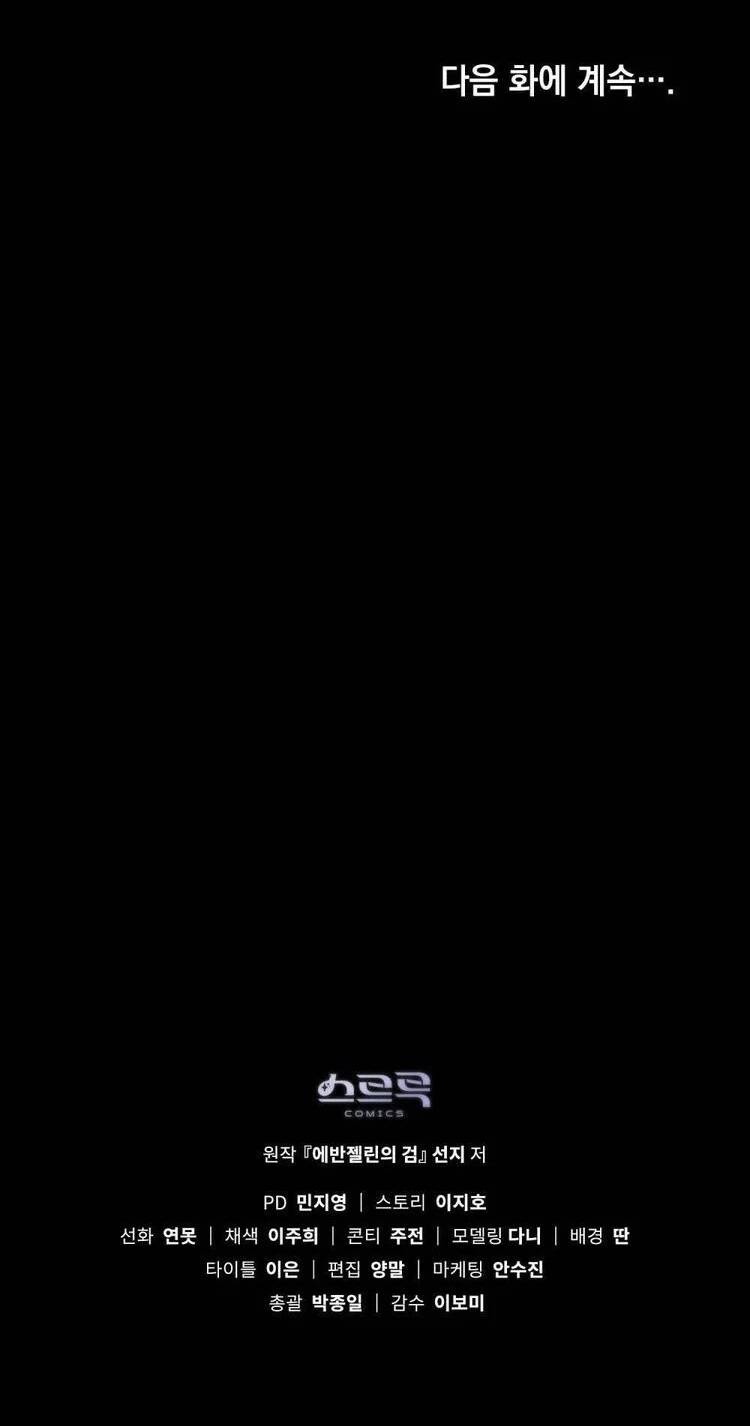 다음 화에 계속….
스르륵
COMICS
원작 『에반젤린의 검』 선지 저
PD 민지영 | 스토리 이지호
선화 연못 | 채색 이주희 | 콘티 주전 | 모델링 다니 | 배경 딴
타이틀 이은 | 편집 양말 | 마케팅 안수진
총괄 박종일 | 감수 이보미